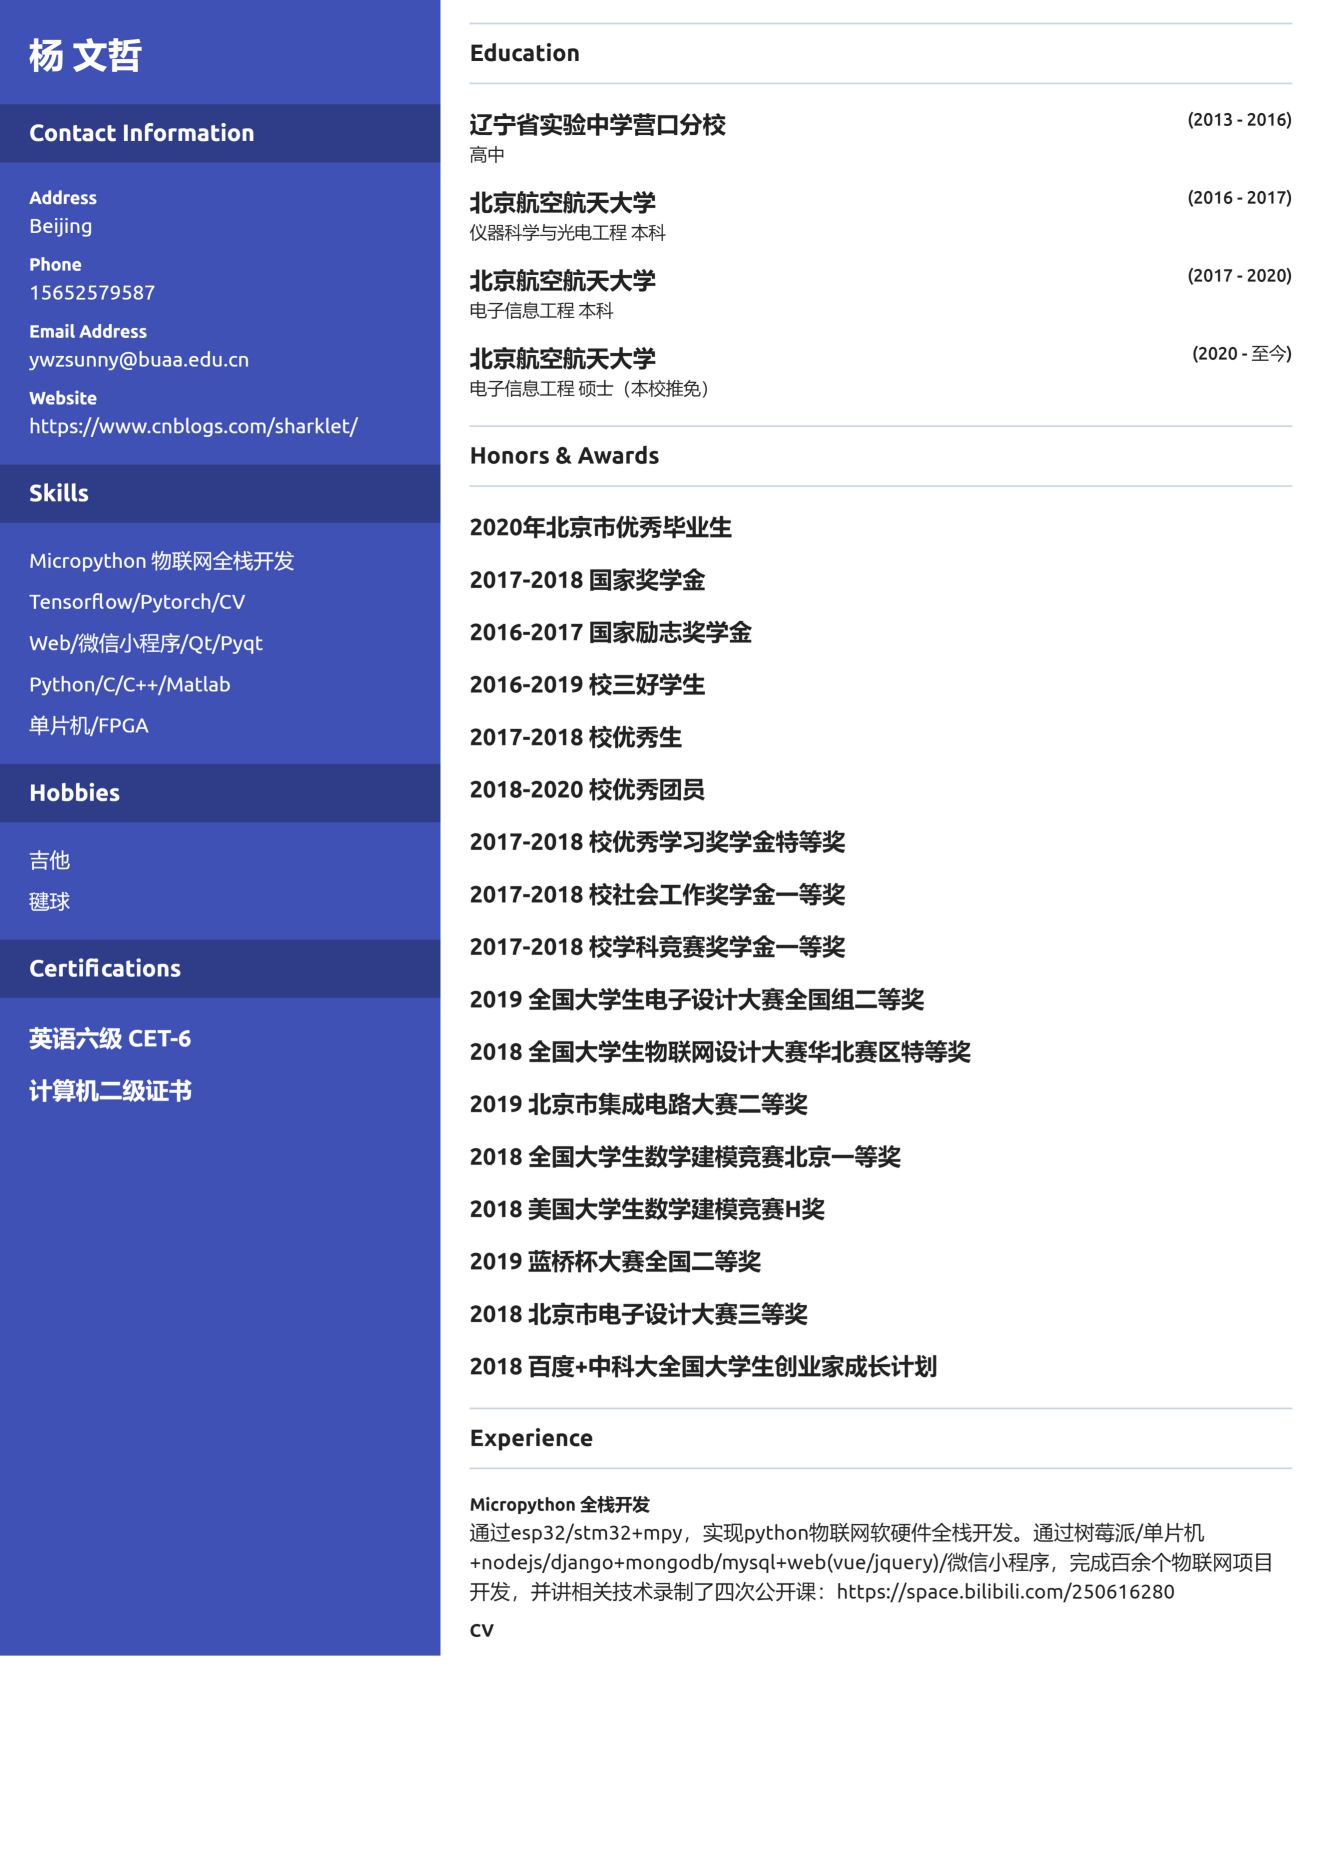 杨 文哲
Contact Information
Address
Beijing
Phone
15652579587
Email Address
ywzsunny@buaa.edu.cn
Website
https://www.cnblogs.com/sharklet/
Skills
Micropython 物联网全栈开发
Tensorflow/Pytorch/CV
Web/微信小程序/Qt/Pyqt
Python/C/C++/Matlab
单片机/FPGA
Hobbies
吉他
毽球
Certifications
英语六级 CET-6
计算机二级证书
Education
辽宁省实验中学营口分校 (2013 - 2016)
高中
北京航空航天大学 (2016 - 2017)
仪器科学与光电工程 本科
北京航空航天大学 (2017 - 2020)
电子信息工程 本科
北京航空航天大学 (2020 - 至今)
电子信息工程 硕士（本校推免）
Honors & Awards
2020年北京市优秀毕业生
2017-2018 国家奖学金
2016-2017 国家励志奖学金
2016-2019 校三好学生
2017-2018 校优秀生
2018-2020 校优秀团员
2017-2018 校优秀学习奖学金特等奖
2017-2018 校社会工作奖学金一等奖
2017-2018 校学科竞赛奖学金一等奖
2019 全国大学生电子设计大赛全国组二等奖
2018 全国大学生物联网设计大赛华北赛区特等奖
2019 北京市集成电路大赛二等奖
2018 全国大学生数学建模竞赛北京一等奖
2018 美国大学生数学建模竞赛H奖
2019 蓝桥杯大赛全国二等奖
2018 北京市电子设计大赛三等奖
2018 百度+中科大全国大学生创业家成长计划
Experience
Micropython 全栈开发
通过esp32/stm32+mpy，实现python物联网软硬件全栈开发。通过树莓派/单片机
+nodejs/django+mongodb/mysql+web(vue/jquery)/微信小程序，完成百余个物联网项目
开发，并讲相关技术录制了四次公开课：https://space.bilibili.com/250616280
CV